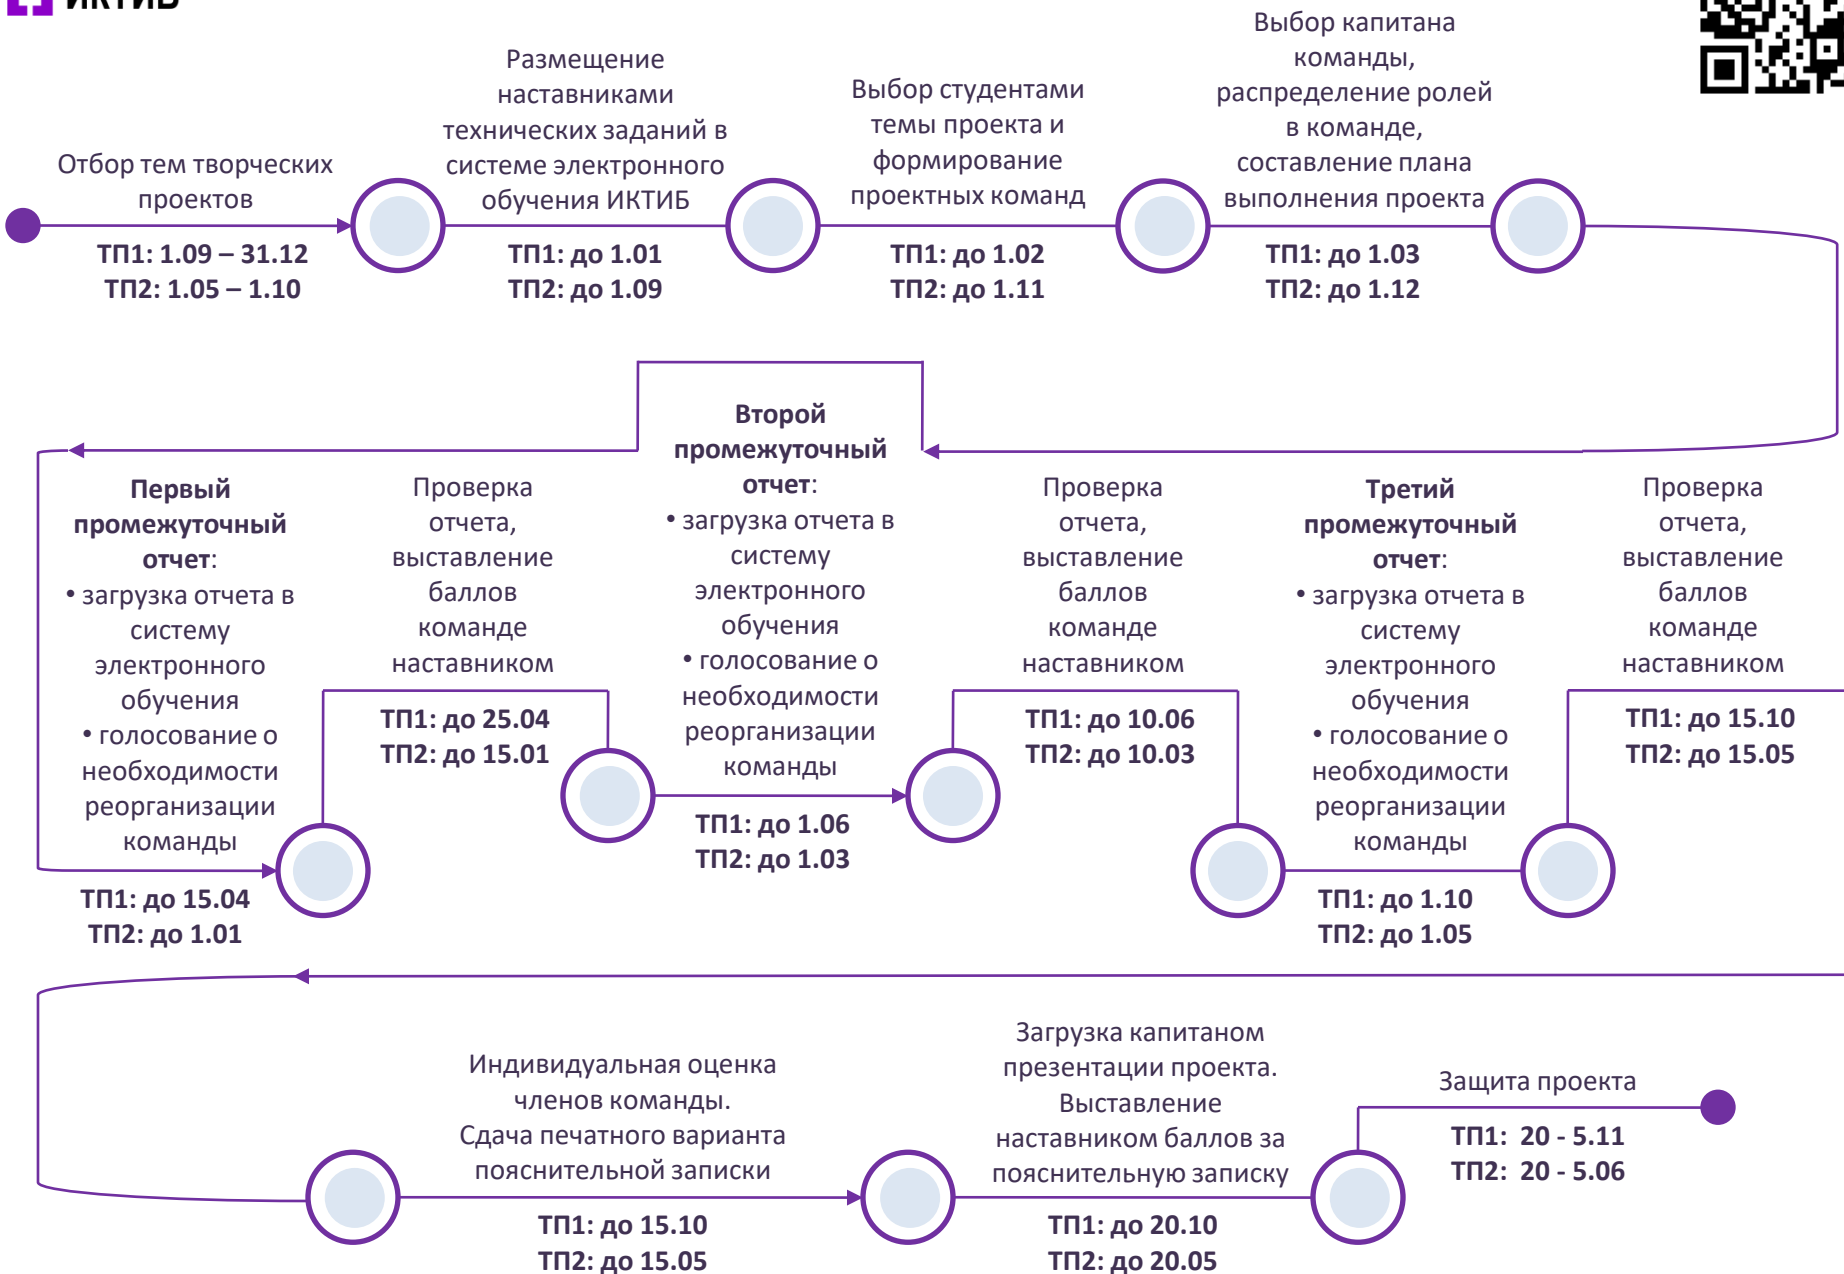 ИКТИБ
Отбор тем творческих
проектов
ТП1: 1.09 – 31.12
ТП2: 1.05 – 1.10
Размещение
наставниками
технических заданий в
системе электронного
обучения ИКТИБ
ТП1: до 1.01
ТП2: до 1.09
Выбор студентами
темы проекта и
формирование
проектных команд
ТП1: до 1.02
ТП2: до 1.11
Выбор капитана
команды,
распределение ролей
в команде,
составление плана
выполнения проекта
ТП1: до 1.03
ТП2: до 1.12
Первый
промежуточный
отчет:
• загрузка отчета в
систему
электронного
обучения
• голосование о
необходимости
реорганизации
команды
ТП1: до 15.04
ТП2: до 1.01
Проверка
отчета,
выставление
баллов
команде
наставником
ТП1: до 25.04
ТП2: до 15.01
Второй
промежуточный
отчет:
• загрузка отчета в
систему
электронного
обучения
• голосование о
необходимости
реорганизации
команды
ТП1: до 1.06
ТП2: до 1.03
Проверка
отчета,
выставление
баллов
команде
наставником
ТП1: до 10.06
ТП2: до 10.03
Третий
промежуточный
отчет:
• загрузка отчета в
систему
электронного
обучения
• голосование о
необходимости
реорганизации
команды
ТП1: до 1.10
ТП2: до 1.05
Проверка
отчета,
выставление
баллов
команде
наставником
ТП1: до 15.10
ТП2: до 15.05
Индивидуальная оценка
членов команды.
Сдача печатного варианта
пояснительной записки
ТП1: до 15.10
ТП2: до 15.05
Загрузка капитаном
презентации проекта.
Выставление
наставником баллов за
пояснительную записку
ТП1: до 20.10
ТП2: до 20.05
Защита проекта
ТП1: 20 - 5.11
ТП2: 20 - 5.06